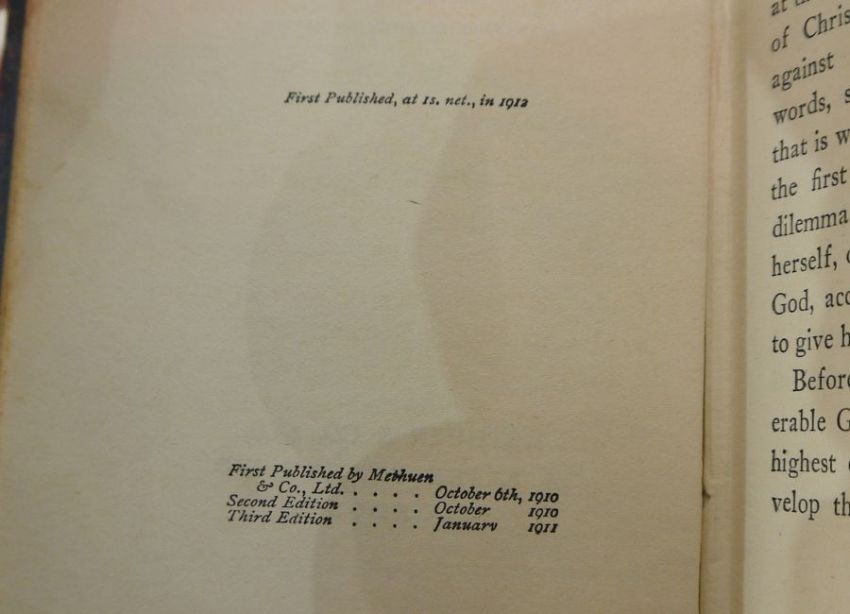 First Published, at 1s. net., in 1912
First Published by Methuen
& Co., Ltd. . . . . October 6th, 1910
Second Edition . . . . October 1910
Third Edition . . . . January 1911
of Chris
against
words, s
that is w
the first
dilemma
herself,
God, acc
to give h
Before
erable G
highest
velop th